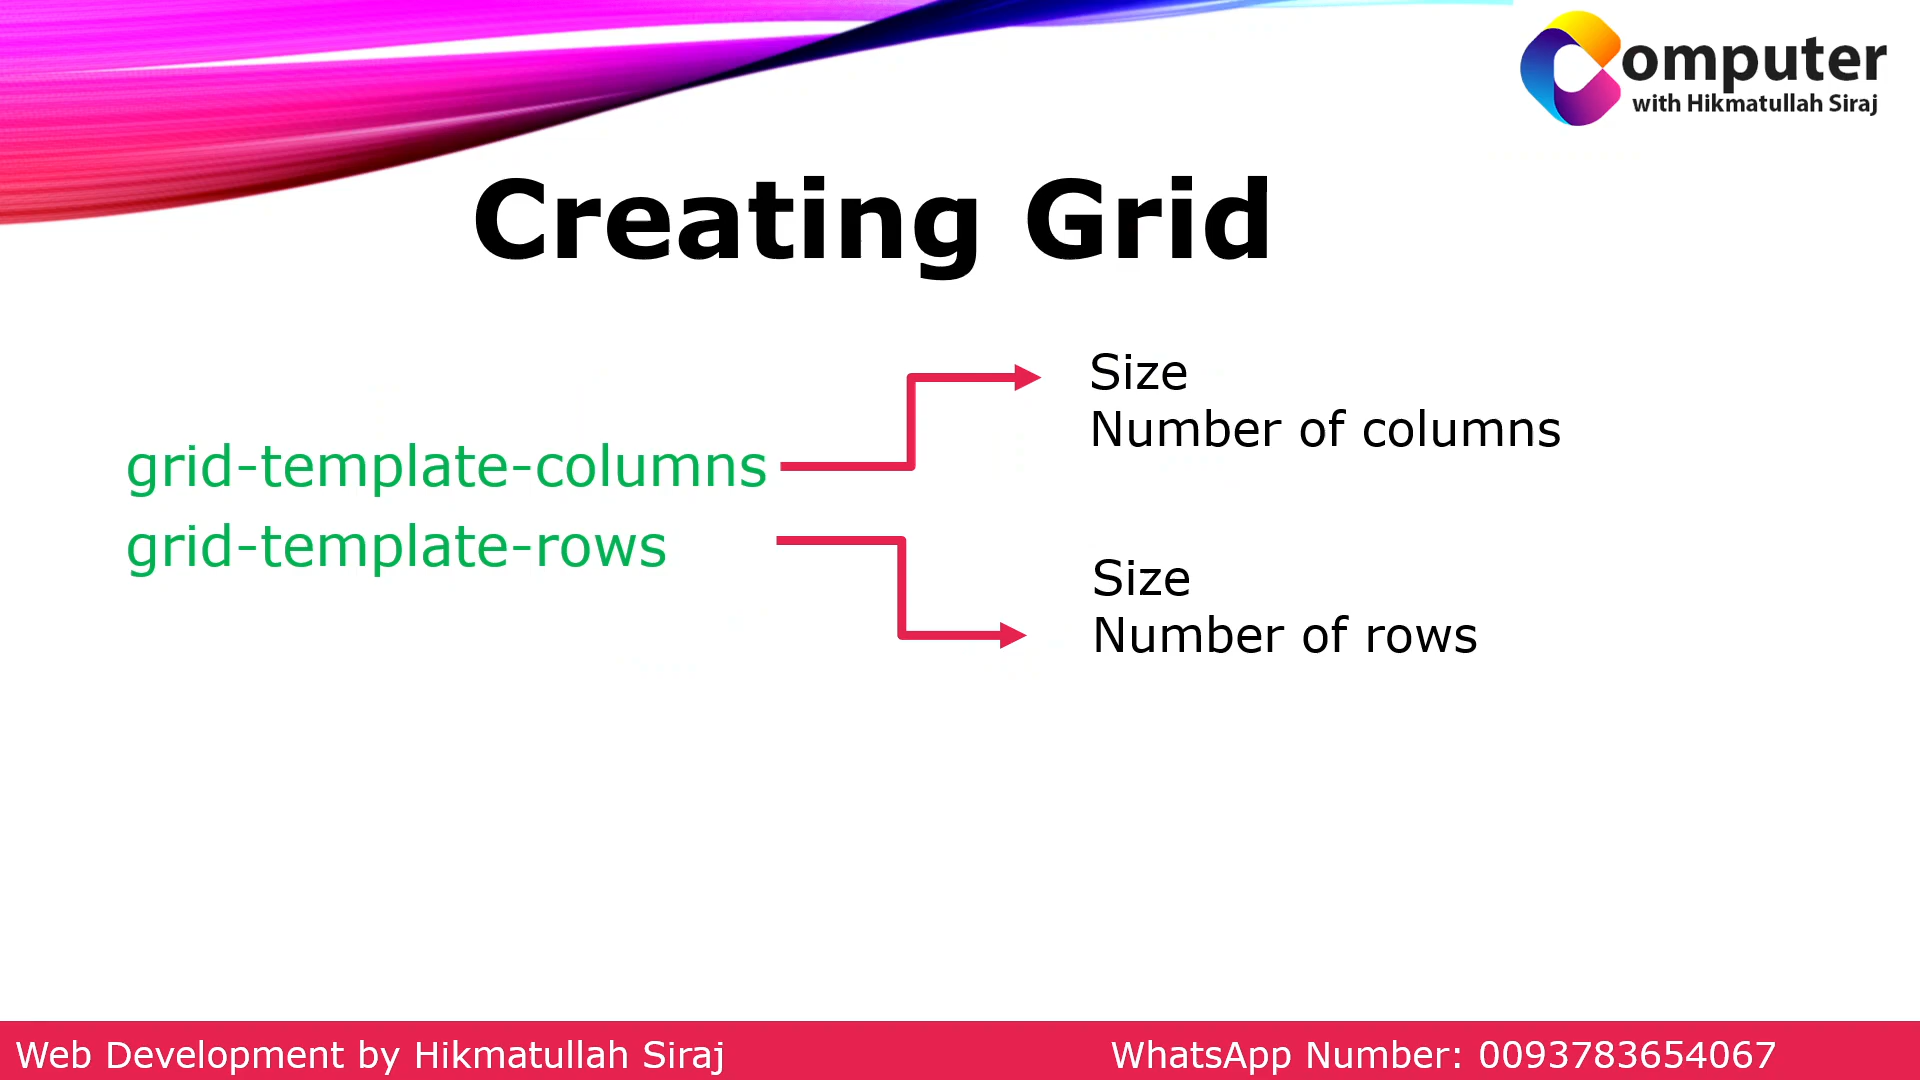 Computer
with Hikmatullah Siraj
Creating Grid
grid-template-columns
grid-template-rows
Size
Number of columns
Size
Number of rows
Web Development by Hikmatullah Siraj
WhatsApp Number: 0093783654067